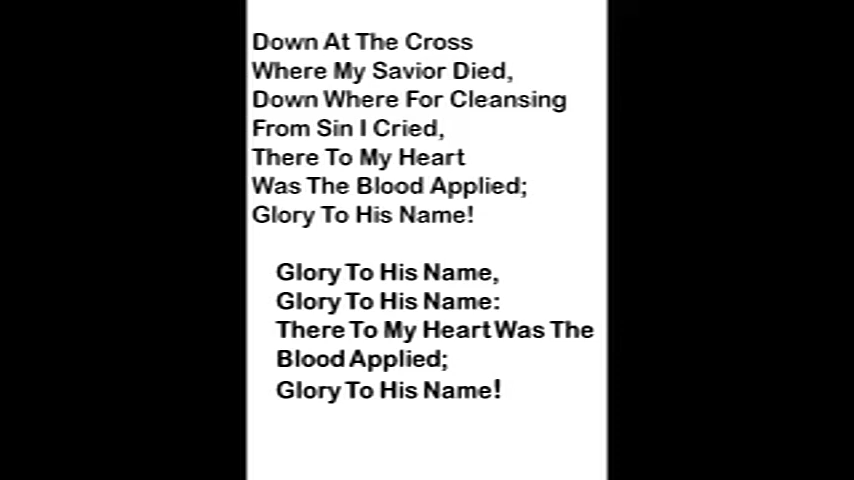 Down At The Cross
Where My Savior Died,
Down Where For Cleansing
From Sin I Cried,
There To My Heart
Was The Blood Applied;
Glory To His Name!
Glory To His Name,
Glory To His Name:
There To My Heart Was The
Blood Applied;
Glory To His Name!